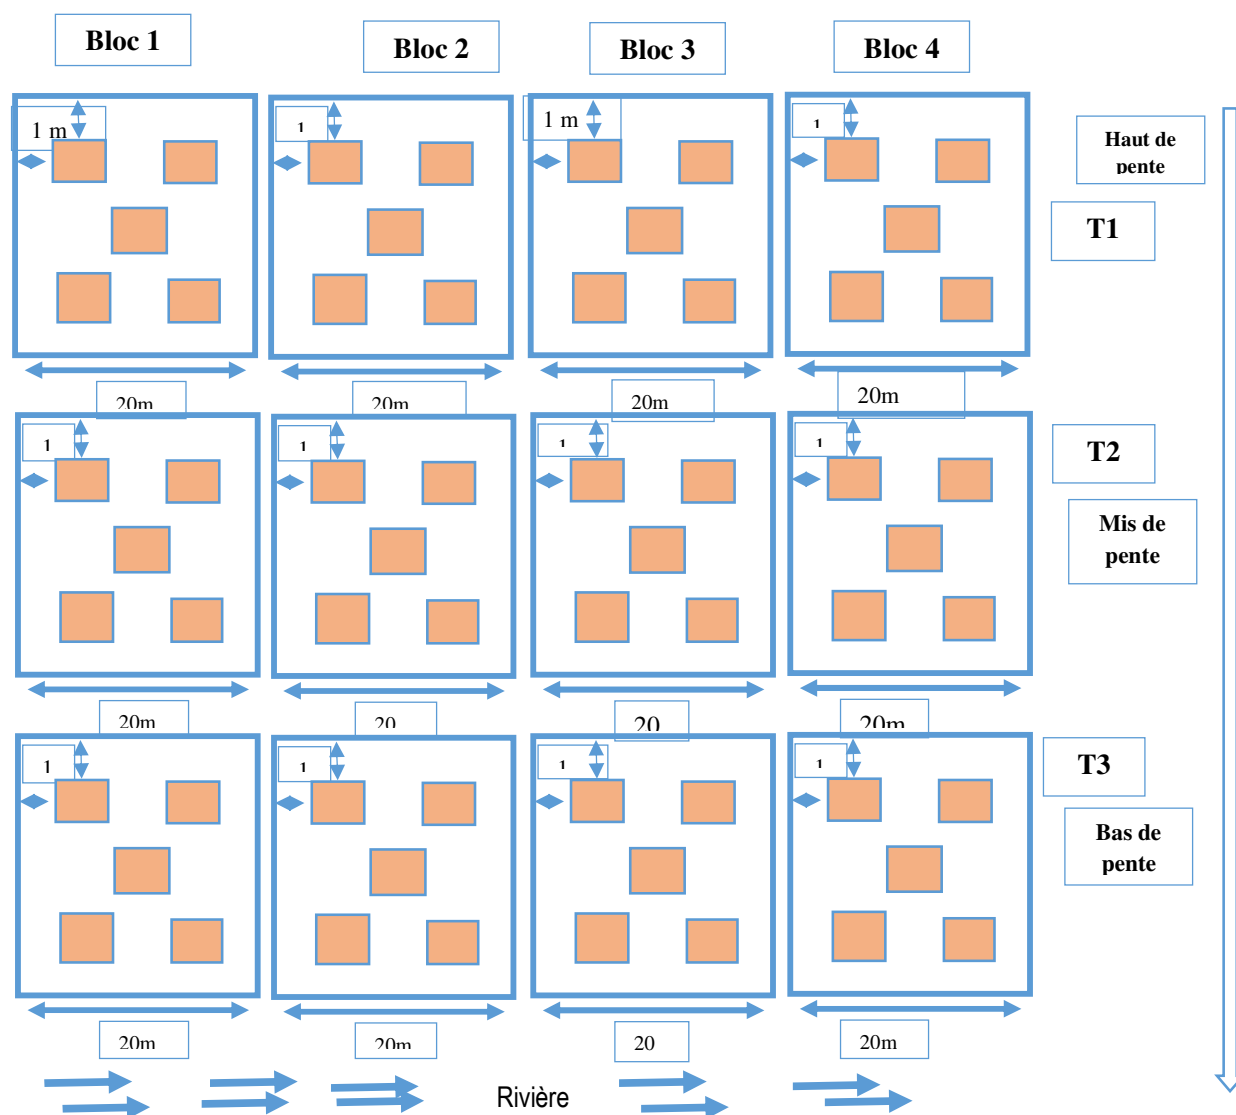 Bloc 1
Bloc 2
Bloc 3
Bloc 4
1 m
1
1 m
1
Haut de
pente
T1
20m
20m
20m
20m
1
1
1
1
T2
Mis de
pente
20m
20
20
20m
1
1
1
1
T3
Bas de
pente
20m
20m
20
20m
Rivière